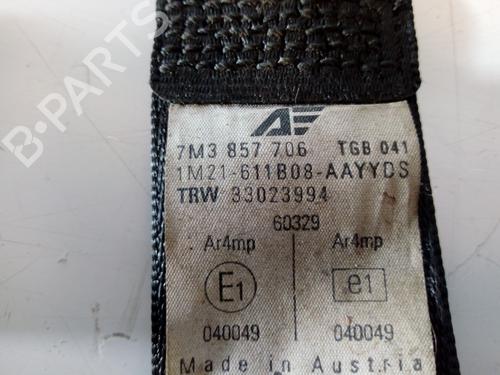 AE
7M3 857 706 TGB 041
1M21-611B08-AAYYDS
TRW 33023994
60329
Ar4mp Ar4mp
E1 e1
040049 040049
Made in Austria
B-PARTS